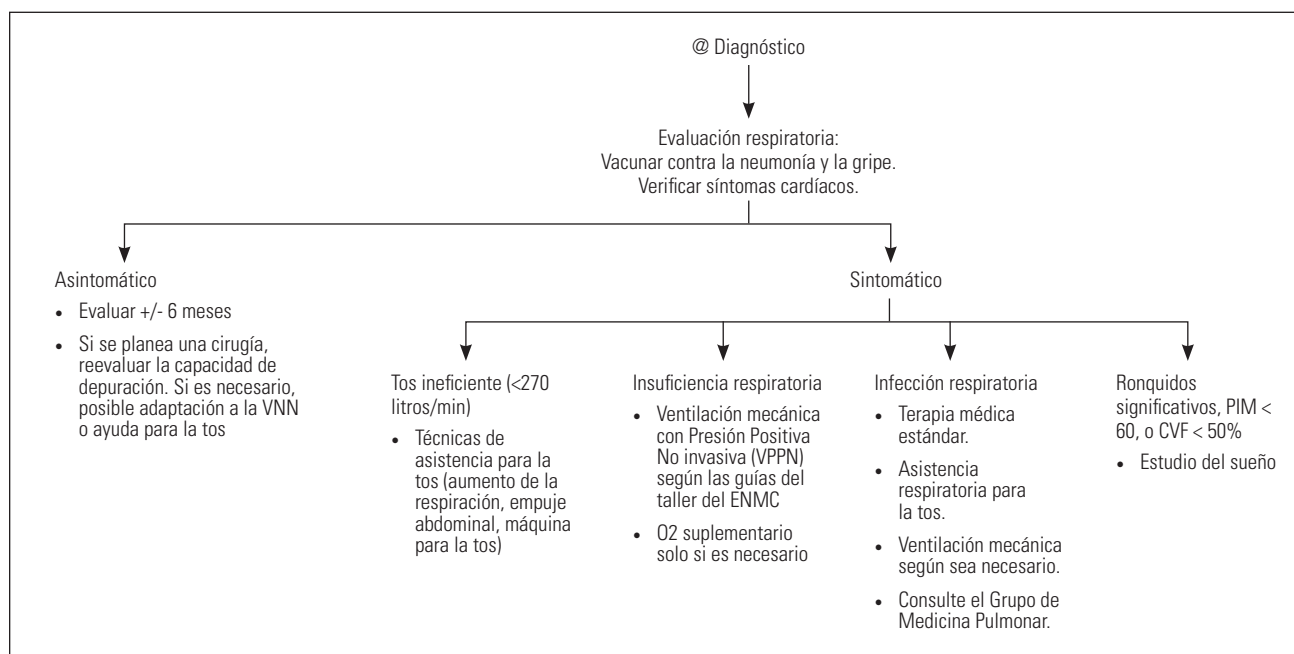 @ Diagnóstico
Evaluación respiratoria:
Vacunar contra la neumonía y la gripe.
Verificar síntomas cardíacos.
Asintomático
• Evaluar +/- 6 meses
• Si se planea una cirugía,
reevaluar la capacidad de
depuración. Si es necesario,
posible adaptación a la VNN
o ayuda para la tos
Sintomático
Tos ineficiente (<270
litros/min)
• Técnicas de
asistencia para la
tos (aumento de la
respiración, empuje
abdominal, máquina
para la tos)
Insuficiencia respiratoria
• Ventilación mecánica
con Presión Positiva
No invasiva (VPPN)
según las guías del
taller del ENMC
• O2 suplementario
solo si es necesario
Infección respiratoria
• Terapia médica
estándar.
• Asistencia
respiratoria para
la tos.
• Ventilación mecánica
según sea necesario.
• Consulte el Grupo de
Medicina Pulmonar.
Ronquidos
significativos, PIM <
60, o CVF < 50%
• Estudio del sueño